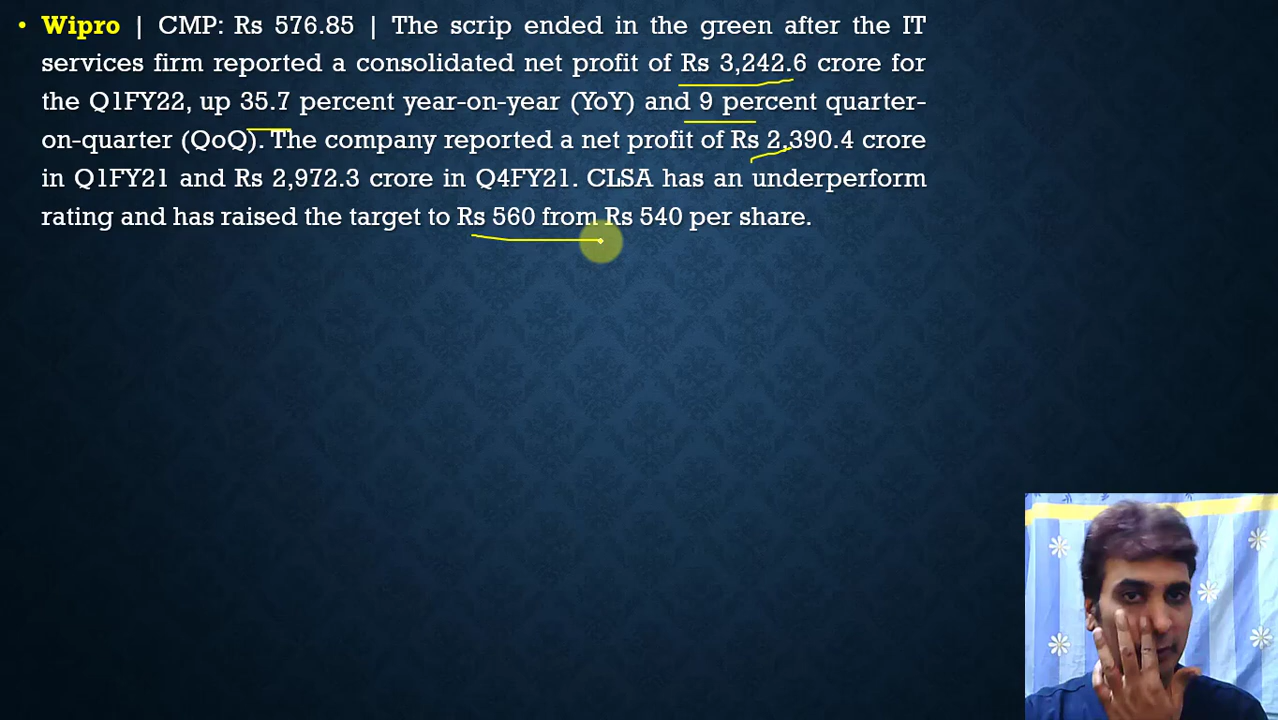 • Wipro | CMP: Rs 576.85 | The scrip ended in the green after the IT
services firm reported a consolidated net profit of Rs 3,242.6 crore for
the Q1FY22, up 35.7 percent year-on-year (YoY) and 9 percent quarter-
on-quarter (QoQ). The company reported a net profit of Rs 2,390.4 crore
in Q1FY21 and Rs 2,972.3 crore in Q4FY21. CLSA has an underperform
rating and has raised the target to Rs 560 from Rs 540 per share.